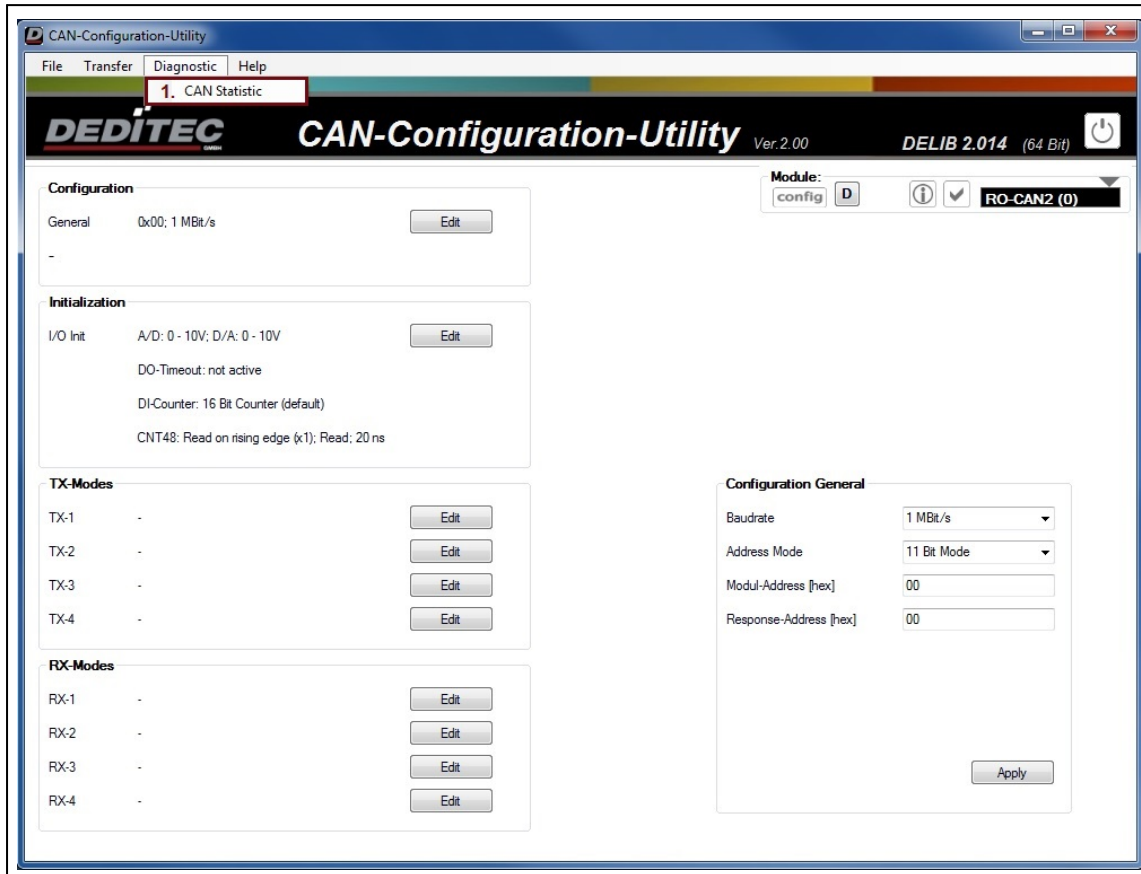 CAN-Configuration-Utility
File Transfer Diagnostic Help
1. CAN Statistic
DEDITEC
GMBH
CAN-Configuration-Utility Ver.2.00
DELIB 2.014 (64 Bit)
Module:
config D
RO-CAN2 (0)
Configuration
General 0x00; 1 MBit/s Edit
-
Initialization
I/O Init A/D: 0 - 10V; D/A: 0 - 10V Edit
DO-Timeout: not active
DI-Counter: 16 Bit Counter (default)
CNT48: Read on rising edge (x1); Read; 20 ns
TX-Modes
TX-1 - Edit
TX-2 - Edit
TX-3 - Edit
TX-4 - Edit
RX-Modes
RX-1 - Edit
RX-2 - Edit
RX-3 - Edit
RX-4 - Edit
Configuration General
Baudrate 1 MBit/s
Address Mode 11 Bit Mode
Modul-Address [hex] 00
Response-Address [hex] 00
Apply